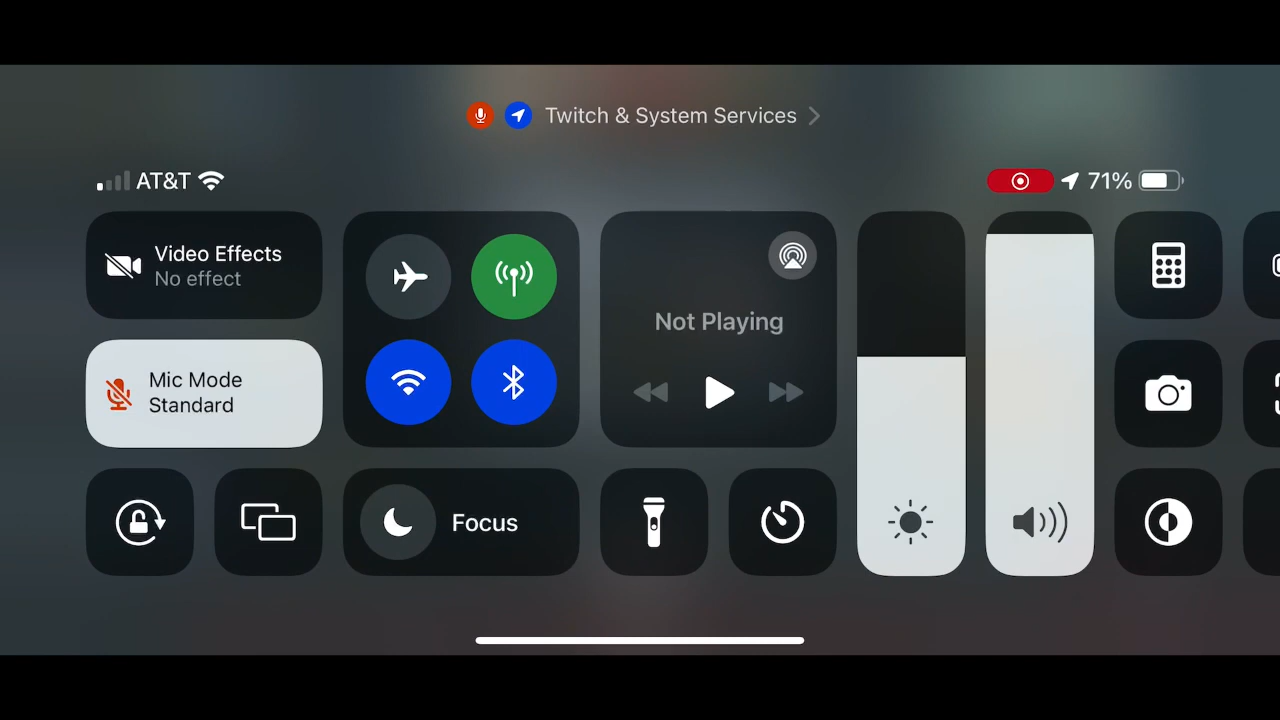 Twitch & System Services
AT&T
71%
Video Effects
No effect
Mic Mode
Standard
Not Playing
Focus